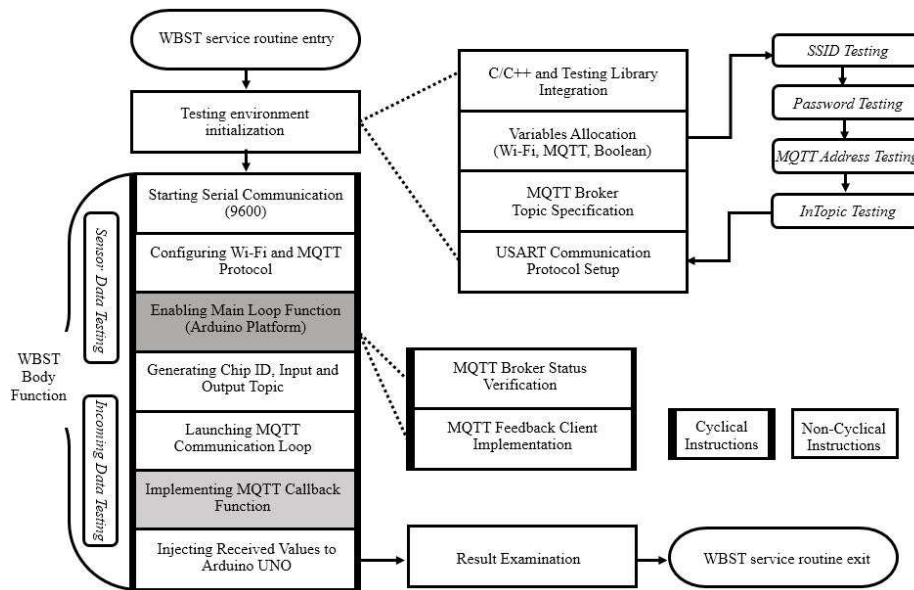 WBST service routine entry
Testing environment
initialization
C/C++ and Testing Library
Integration
Variables Allocation
(Wi-Fi, MQTT, Boolean)
MQTT Broker
Topic Specification
USART Communication
Protocol Setup
SSID Testing
Password Testing
MQTT Address Testing
InTopic Testing
WBST
Body
Function
Sensor Data Testing
Incoming Data Testing
Starting Serial Communication
(9600)
Configuring Wi-Fi and MQTT
Protocol
Enabling Main Loop Function
(Arduino Platform)
Generating Chip ID, Input and
Output Topic
Launching MQTT
Communication Loop
Implementing MQTT Callback
Function
Injecting Received Values to
Arduino UNO
MQTT Broker Status
Verification
MQTT Feedback Client
Implementation
Cyclical
Instructions
Non-Cyclical
Instructions
Result Examination
WBST service routine exit